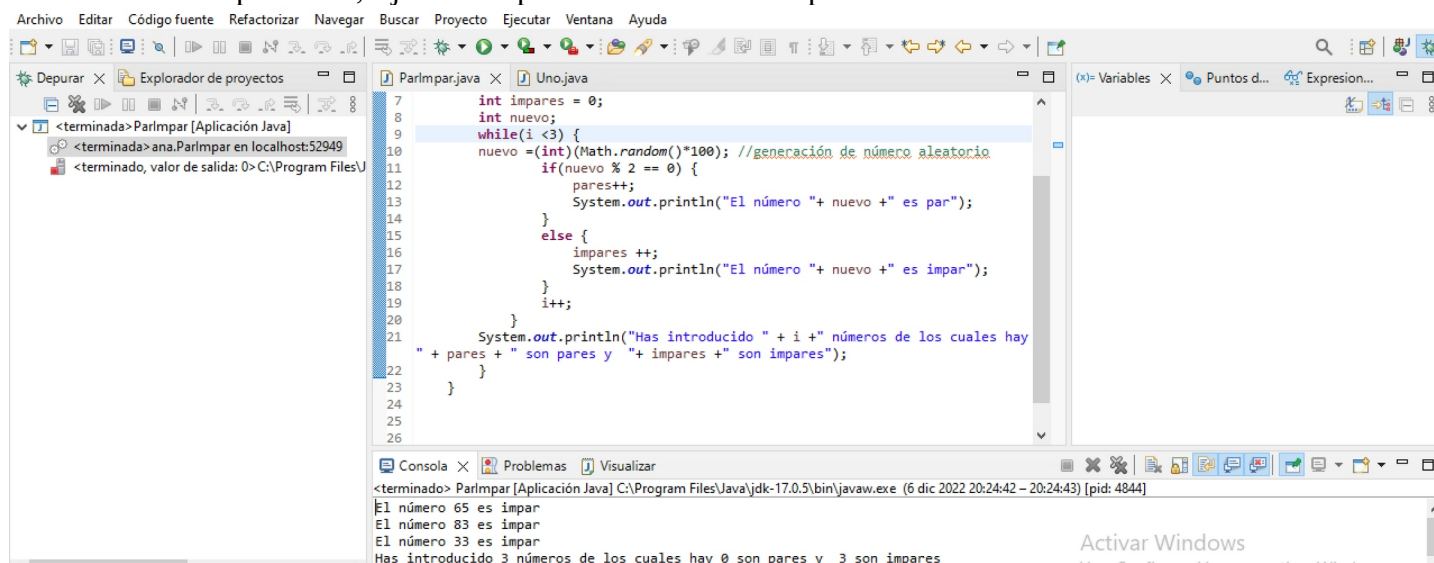 Archivo Editar Código fuente Refactorizar Navegar Buscar Proyecto Ejecutar Ventana Ayuda
Depurar Explorador de proyectos
<terminada>ParImpar [Aplicación Java]
<terminada>ana.ParImpar en localhost:52949
<terminado, valor de salida: 0>C:\Program Files\J
ParImpar.java Uno.java
7 int impares = 0;
8 int nuevo;
9 while(i <3) {
10 nuevo =(int)(Math.random()*100); //generación de número aleatorio
11 if(nuevo % 2 == 0) {
12 pares++;
13 System.out.println("El número "+ nuevo +" es par");
14 }
15 else {
16 impares ++;
17 System.out.println("El número "+ nuevo +" es impar");
18 }
19 i++;
20 }
21 System.out.println("Has introducido " + i +" números de los cuales hay
" + pares + " son pares y  "+ impares +" son impares");
22 }
23 }
24
25
26
(x)= Variables Puntos d... Expresion...
Consola Problemas Visualizar
<terminado> ParImpar [Aplicación Java] C:\Program Files\Java\jdk-17.0.5\bin\javaw.exe (6 dic 2022 20:24:42 – 20:24:43) [pid: 4844]
El número 65 es impar
El número 83 es impar
El número 33 es impar
Has introducido 3 números de los cuales hay 0 son pares y  3 son impares
Activar Windows